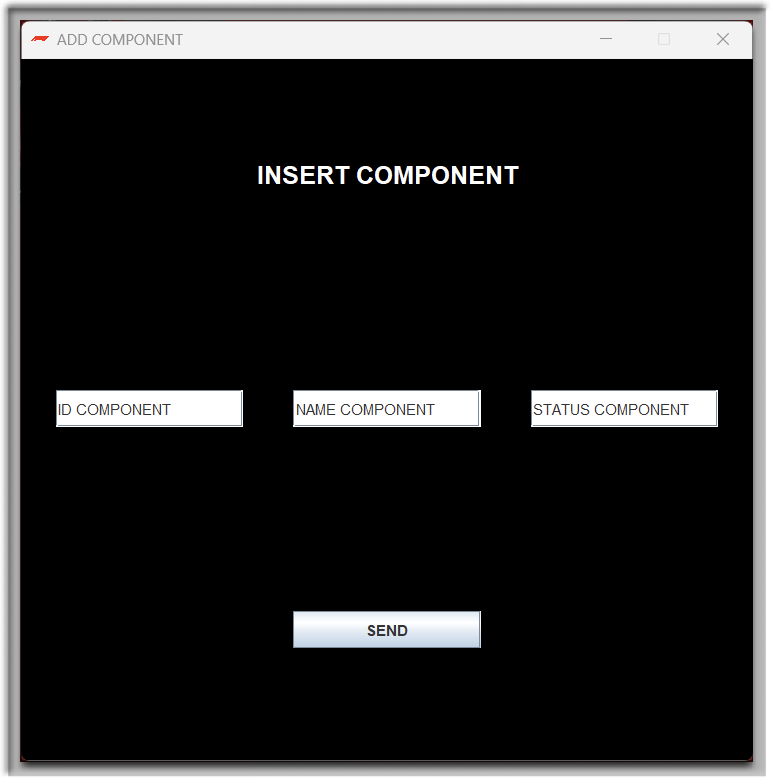 ADD COMPONENT
INSERT COMPONENT
ID COMPONENT
NAME COMPONENT
STATUS COMPONENT
SEND